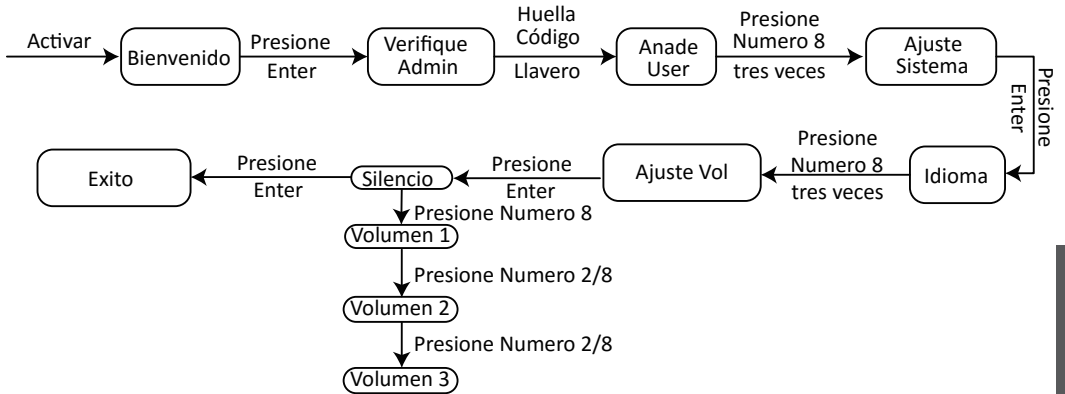 Activar
Bienvenido
Presione
Enter
Verifique
Admin
Huella
Código
Llavero
Anade
User
Presione
Numero 8
tres veces
Ajuste
Sistema
Presione
Enter
Idioma
Presione
Numero 8
tres veces
Ajuste Vol
Presione
Enter
Silencio
Presione
Enter
Exito
Presione Numero 8
Volumen 1
Presione Numero 2/8
Volumen 2
Presione Numero 2/8
Volumen 3